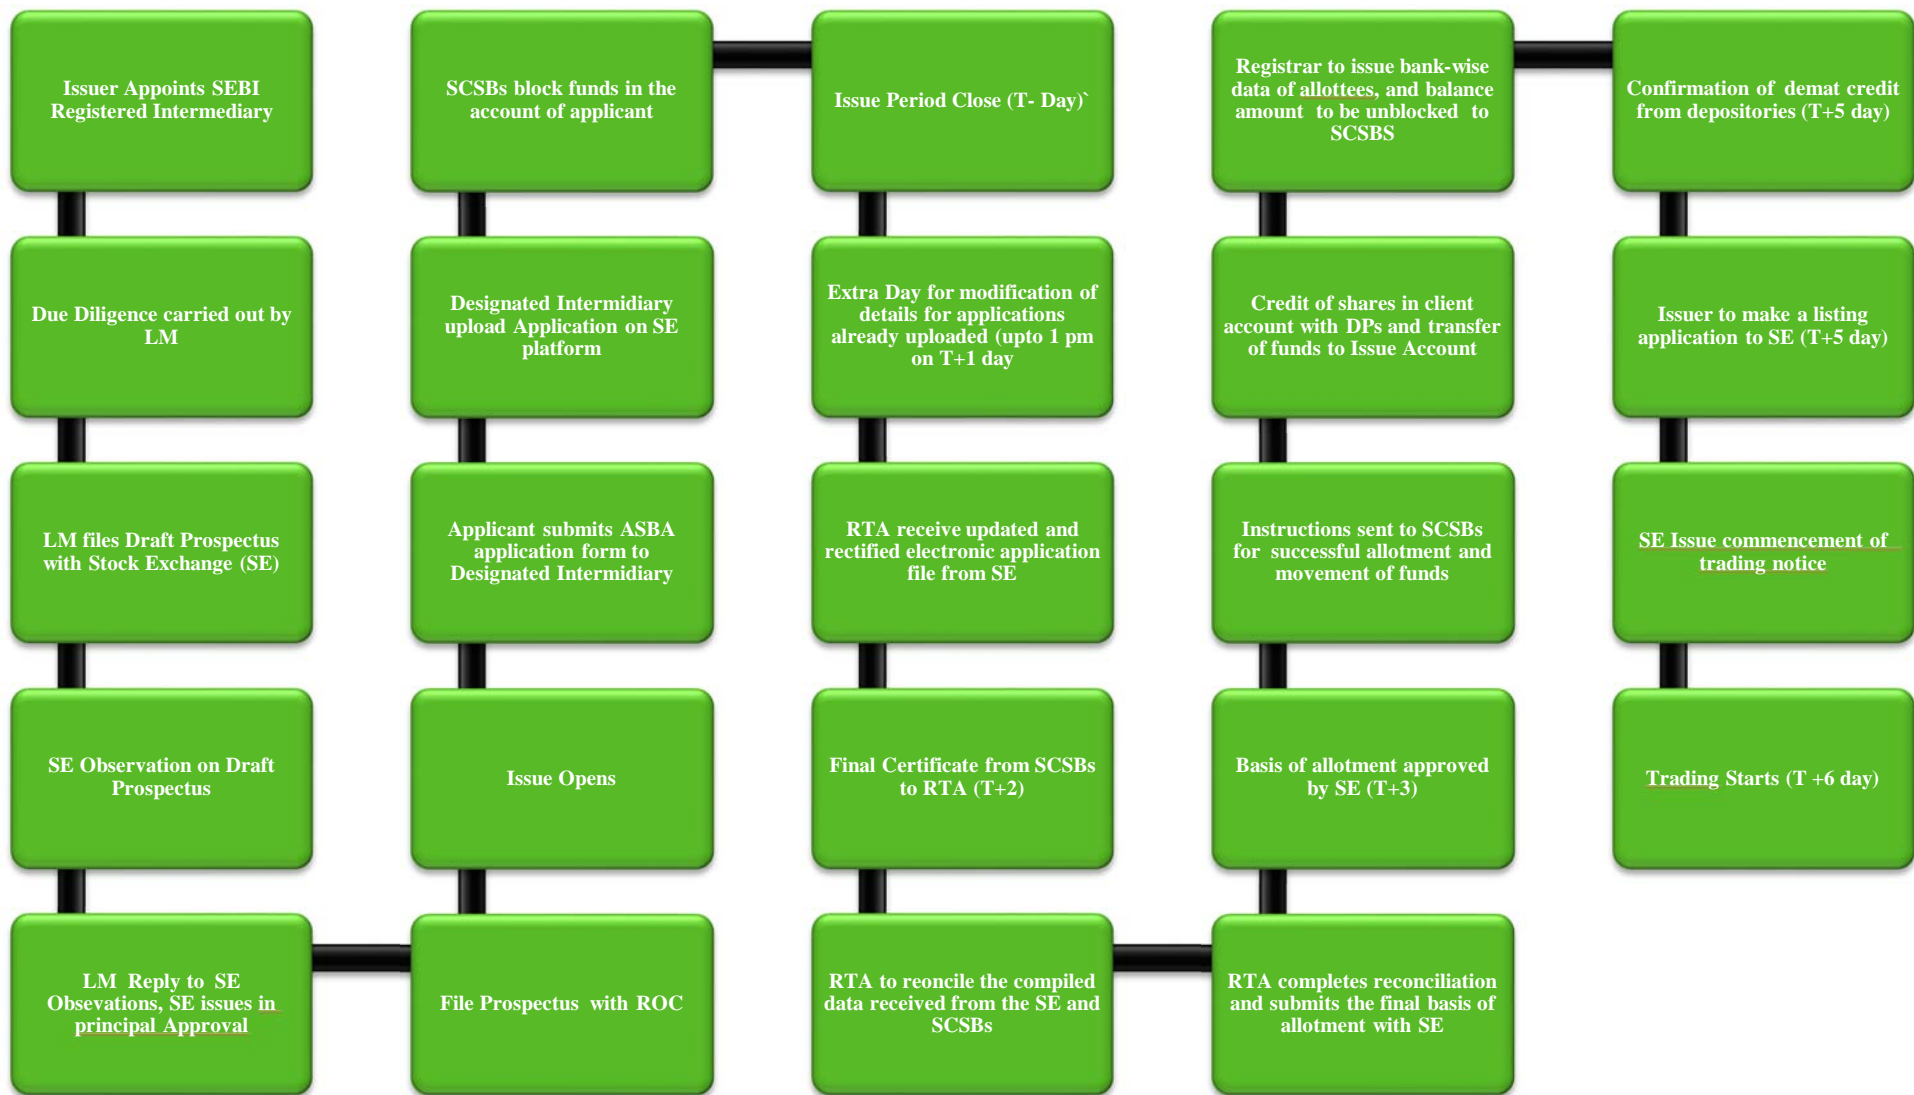 Issuer Appoints SEBI
Registered Intermediary
Due Diligence carried out by
LM
LM files Draft Prospectus
with Stock Exchange (SE)
SE Observation on Draft
Prospectus
LM Reply to SE
Obsevations, SE issues in
principal Approval
File Prospectus with ROC
Issue Opens
Applicant submits ASBA
application form to
Designated Intermidiary
Designated Intermidiary
upload Application on SE
platform
SCSBs block funds in the
account of applicant
Issue Period Close (T- Day)`
Extra Day for modification of
details for applications
already uploaded (upto 1 pm
on T+1 day
RTA receive updated and
rectified electronic application
file from SE
Final Certificate from SCSBs
to RTA (T+2)
RTA to reconcile the compiled
data received from the SE and
SCSBs
RTA completes reconciliation
and submits the final basis of
allotment with SE
Basis of allotment approved
by SE (T+3)
Instructions sent to SCSBs
for successful allotment and
movement of funds
Credit of shares in client
account with DPs and transfer
of funds to Issue Account
Registrar to issue bank-wise
data of allottees, and balance
amount to be unblocked to
SCSBS
Confirmation of demat credit
from depositories (T+5 day)
Issuer to make a listing
application to SE (T+5 day)
SE Issue commencement of
trading notice
Trading Starts (T +6 day)